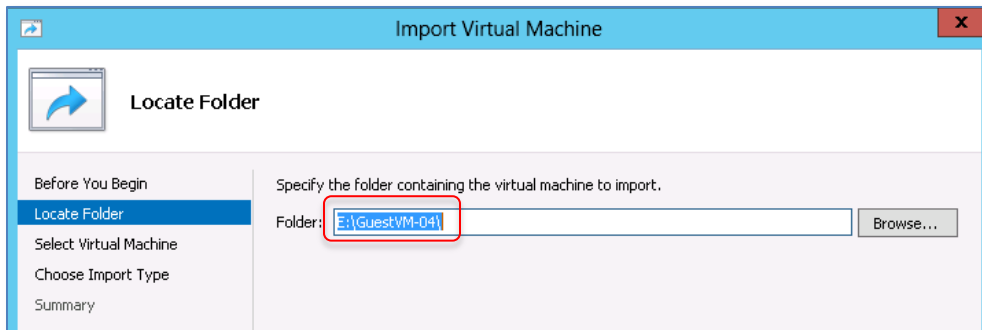 Import Virtual Machine
x
Locate Folder
Before You Begin
Locate Folder
Select Virtual Machine
Choose Import Type
Summary
Specify the folder containing the virtual machine to import.
Folder: E:\GuestVM-04\ Browse...